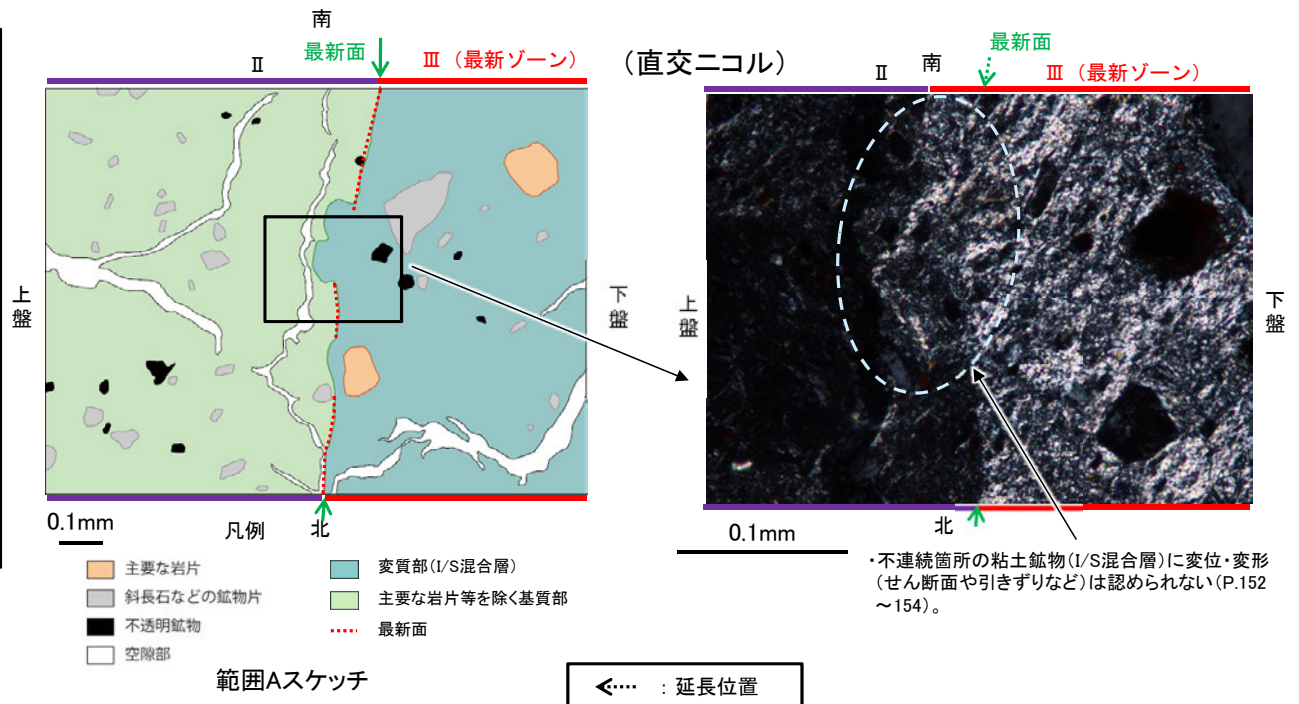 南
Ⅱ
最新面
Ⅲ（最新ゾーン）
上盤
下盤
0.1mm
凡例
北
主要な岩片
斜長石などの鉱物片
不透明鉱物
空隙部
変質部(I/S混合層)
主要な岩片等を除く基質部
最新面
範囲Aスケッチ
（直交ニコル）
最新面
Ⅱ
南
Ⅲ（最新ゾーン）
上盤
下盤
北
0.1mm
・不連続箇所の粘土鉱物(I/S混合層)に変位・変形
(せん断面や引きずりなど)は認められない(P.152
～154)。
：延長位置